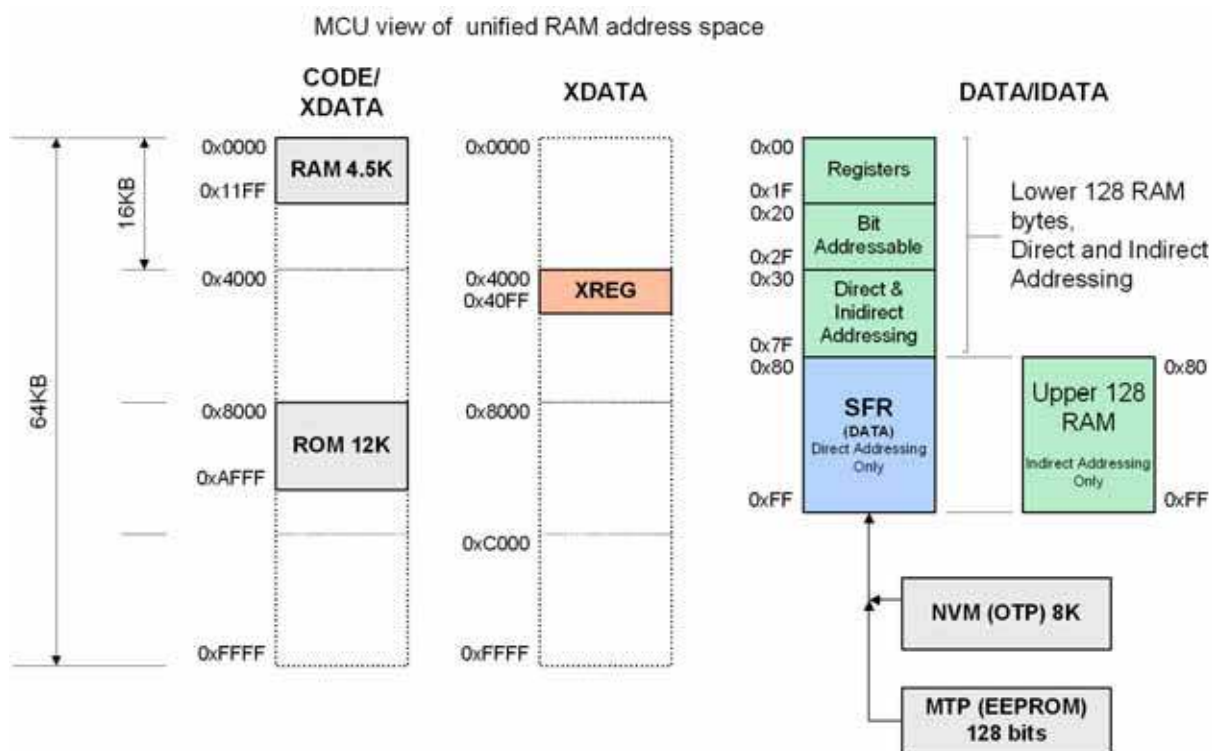 MCU view of unified RAM address space
CODE/
XDATA
XDATA
DATA/IDATA
64KB
16KB
0x0000
0x11FF
0x4000
0x8000
0xAFFF
0xFFFF
RAM 4.5K
ROM 12K
0x0000
0x4000
0x40FF
0x8000
0xC000
0xFFFF
XREG
0x00
0x1F
0x20
0x2F
0x30
0x7F
0x80
0xFF
Registers
Bit
Addressable
Direct &
Inidirect
Addressing
SFR
(DATA)
Direct Addressing
Only
Lower 128 RAM
bytes,
Direct and Indirect
Addressing
Upper 128
RAM
Indirect Addressing
Only
0x80
0xFF
NVM (OTP) 8K
MTP (EEPROM)
128 bits